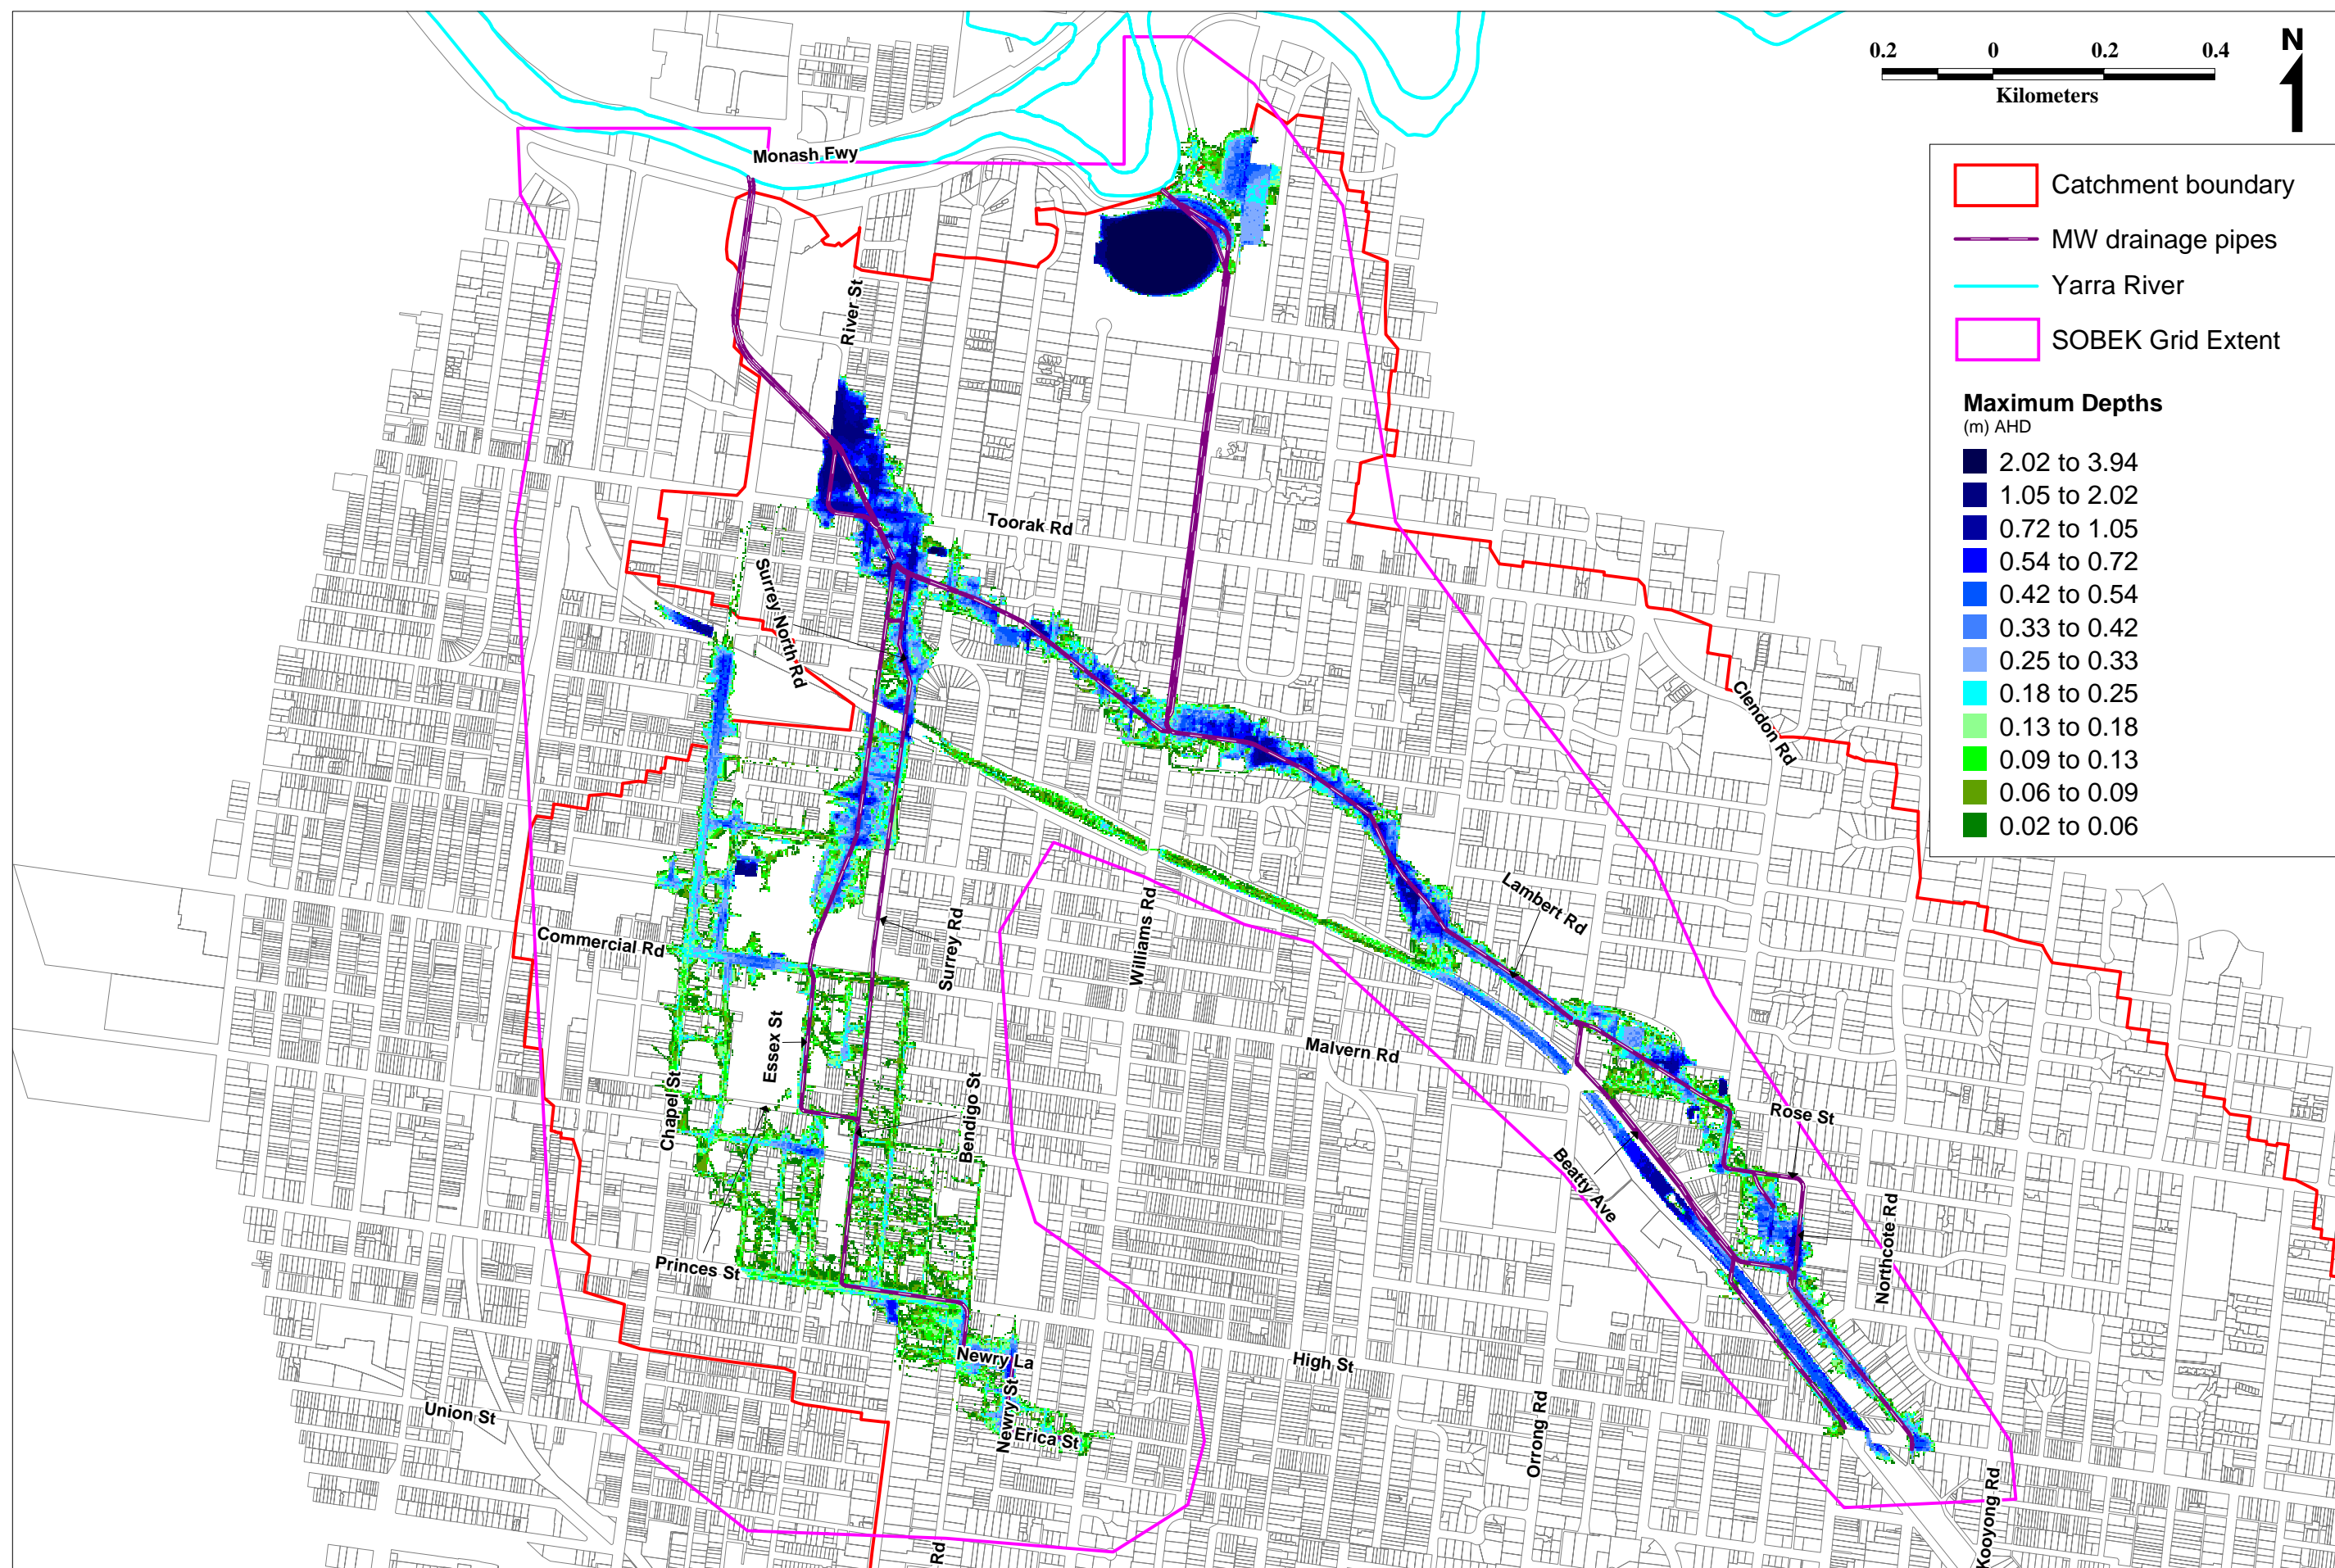 0.2 0 0.2 0.4
Kilometers
N
Catchment boundary
MW drainage pipes
Yarra River
SOBEK Grid Extent
Maximum Depths
(m) AHD
2.02 to 3.94
1.05 to 2.02
0.72 to 1.05
0.54 to 0.72
0.42 to 0.54
0.33 to 0.42
0.25 to 0.33
0.18 to 0.25
0.13 to 0.18
0.09 to 0.13
0.06 to 0.09
0.02 to 0.06
Monash Fwy
River St
Toorak Rd
Surrey North Rd
Clendon Rd
Lambert Rd
Commercial Rd
Surrey Rd
Williams Rd
Essex St
Malvern Rd
Chapel St
Bendigo St
Rose St
Beatty Ave
Northcote Rd
Princes St
Newry La
High St
Newry St
Erica St
Union St
Orrong Rd
Kooyong Rd
Rd